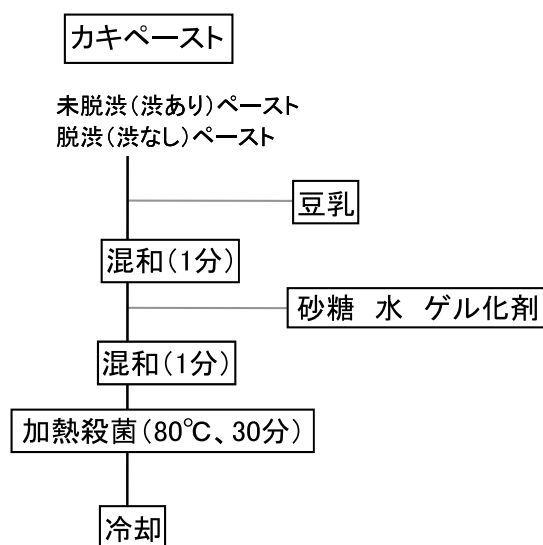 カキペースト
未脱渋（渋あり）ペースト
脱渋（渋なし）ペースト
豆乳
混和（1分）
砂糖　水　ゲル化剤
混和（1分）
加熱殺菌（80℃、30分）
冷却